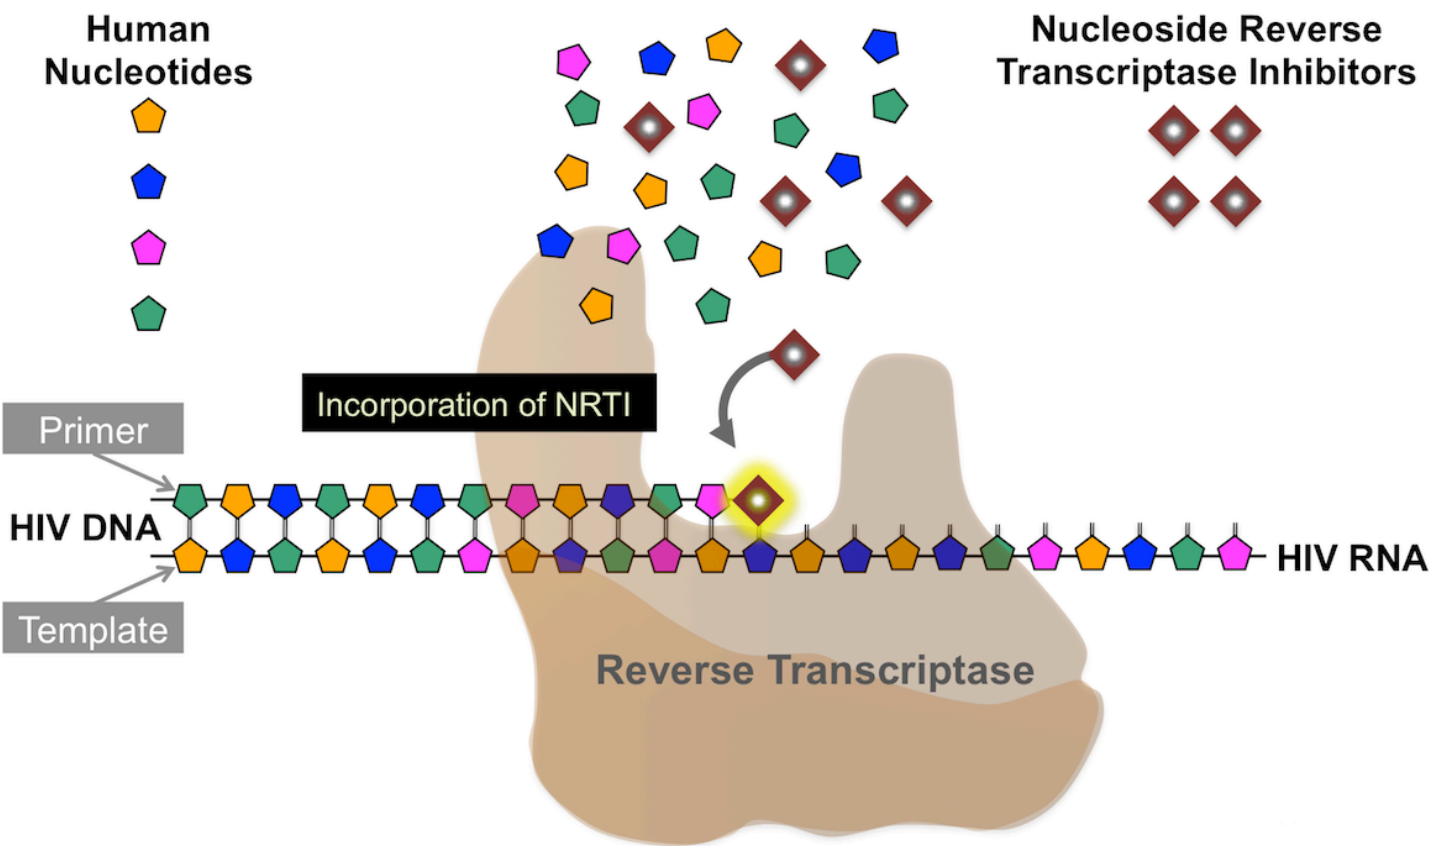 Human
Nucleotides
Nucleoside Reverse
Transcriptase Inhibitors
Incorporation of NRTI
Primer
HIV DNA
HIV RNA
Template
Reverse Transcriptase